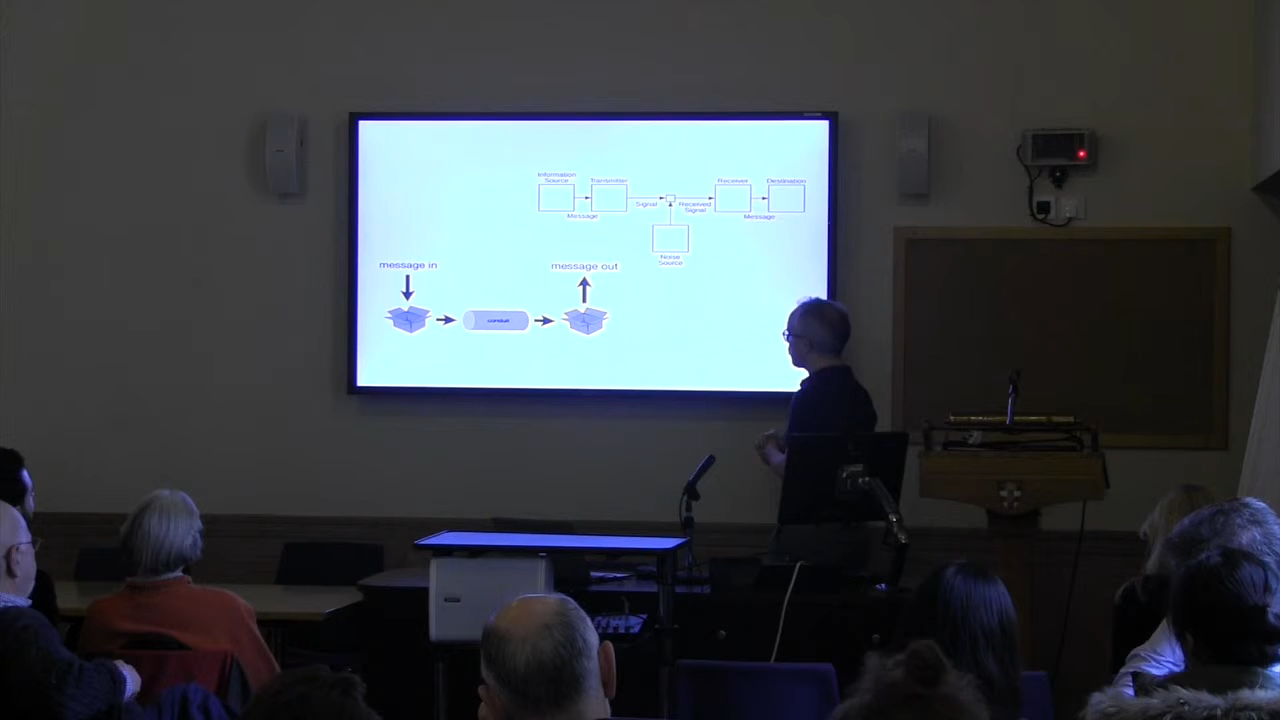 Information
Source
Transmitter
Receiver
Destination
Signal
Received
Signal
Message
Message
Noise
Source
message in
message out
conduit